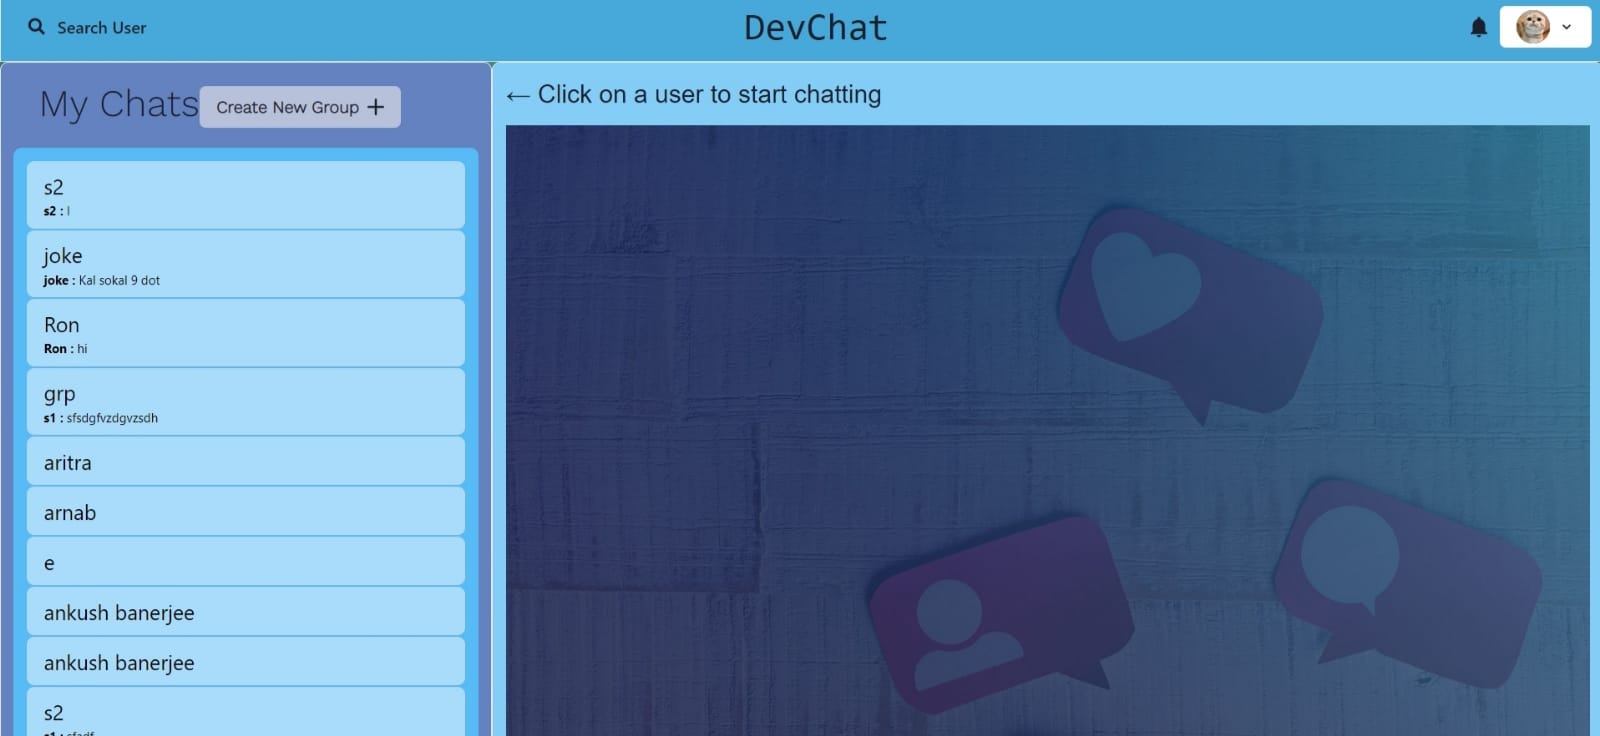 Search User
DevChat
My Chats
Create New Group +
← Click on a user to start chatting
s2
s2 : l
joke
joke : Kal sokal 9 dot
Ron
Ron : hi
grp
s1 : sfsdgfvzdgvzsdh
aritra
arnab
e
ankush banerjee
ankush banerjee
s2